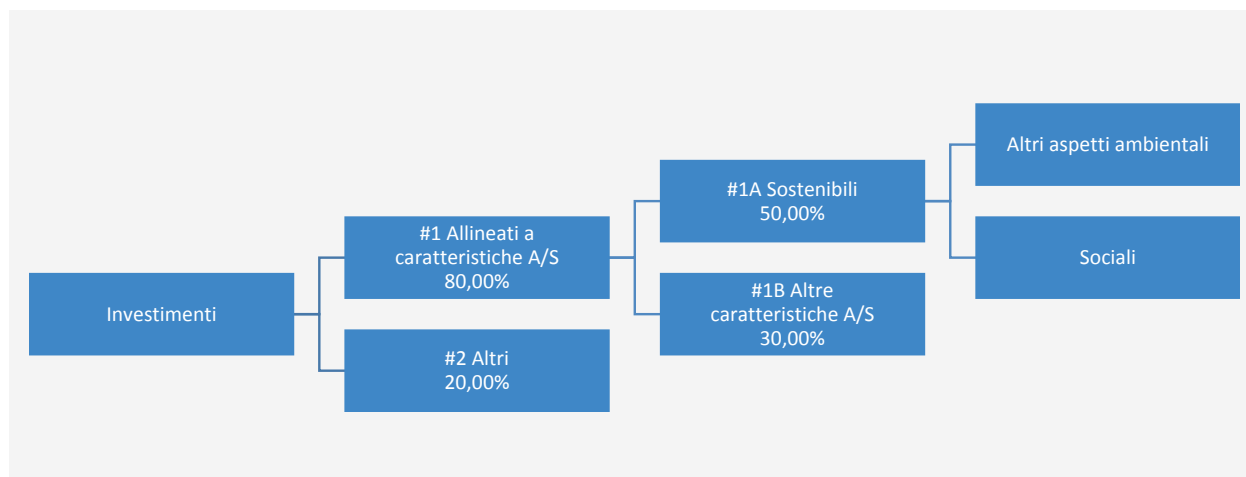 Investimenti
#1 Allineati a
caratteristiche A/S
80,00%
#2 Altri
20,00%
#1A Sostenibili
50,00%
#1B Altre
caratteristiche A/S
30,00%
Altri aspetti ambientali
Sociali